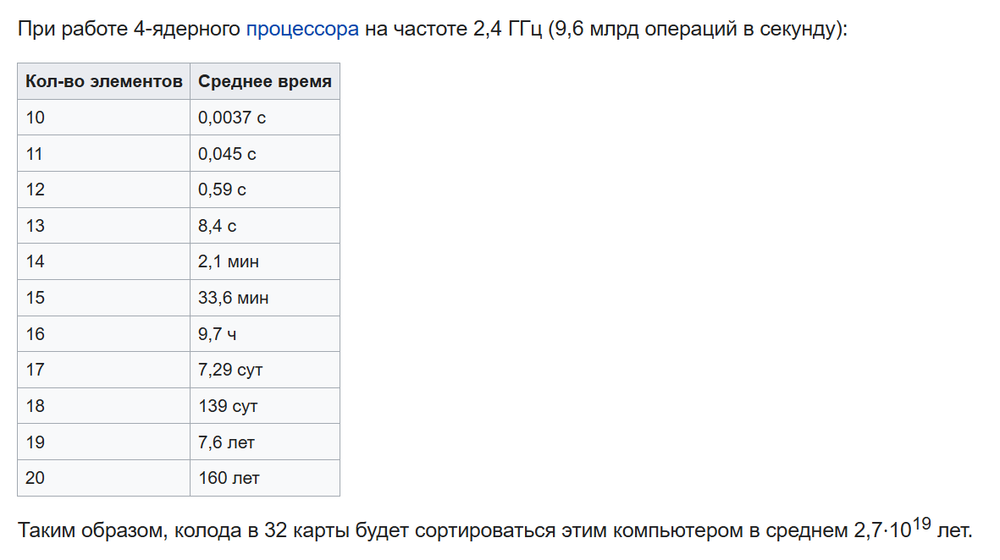 При работе 4-ядерного процессора на частоте 2,4 ГГц (9,6 млрд операций в секунду):
Кол-во элементов Среднее время
10 0,0037 с
11 0,045 с
12 0,59 с
13 8,4 с
14 2,1 мин
15 33,6 мин
16 9,7 ч
17 7,29 сут
18 139 сут
19 7,6 лет
20 160 лет
Таким образом, колода в 32 карты будет сортироваться этим компьютером в среднем 2,7·10¹⁹ лет.